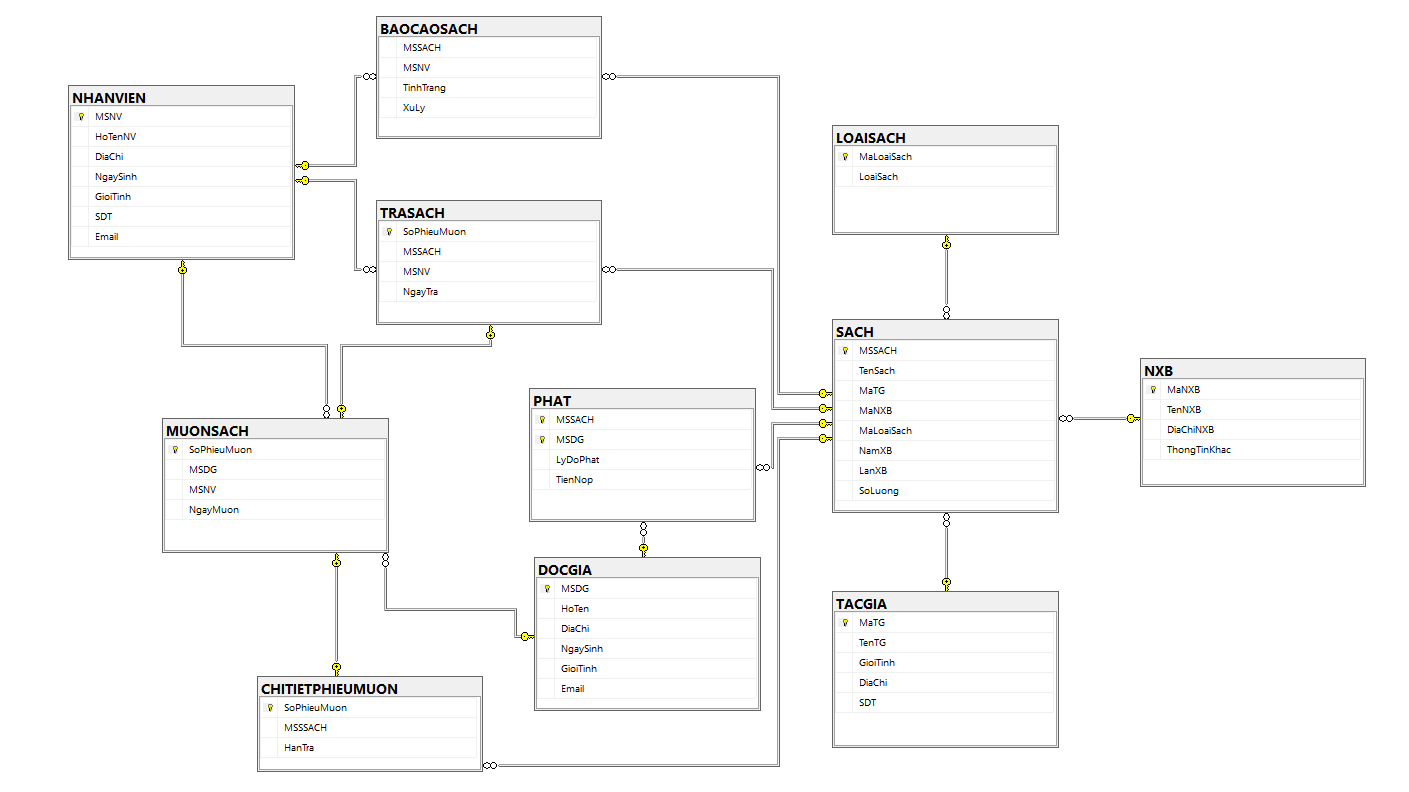 BAOCAOSACH
MSSACH
MSNV
TinhTrang
XuLy
NHANVIEN
MSNV
HoTenNV
DiaChi
NgaySinh
GioiTinh
SDT
Email
LOAISACH
MaLoaiSach
LoaiSach
TRASACH
SoPhieuMuon
MSSACH
MSNV
NgayTra
SACH
MSSACH
TenSach
MaTG
MaNXB
MaLoaiSach
NamXB
LanXB
SoLuong
NXB
MaNXB
TenNXB
DiaChiNXB
ThongTinKhac
PHAT
MSSACH
MSDG
LyDoPhat
TienNop
MUONSACH
SoPhieuMuon
MSDG
MSNV
NgayMuon
DOCGIA
MSDG
HoTen
DiaChi
NgaySinh
GioiTinh
Email
TACGIA
MaTG
TenTG
GioiTinh
DiaChi
SDT
CHITIETPHIEUMUON
SoPhieuMuon
MSSSACH
HanTra